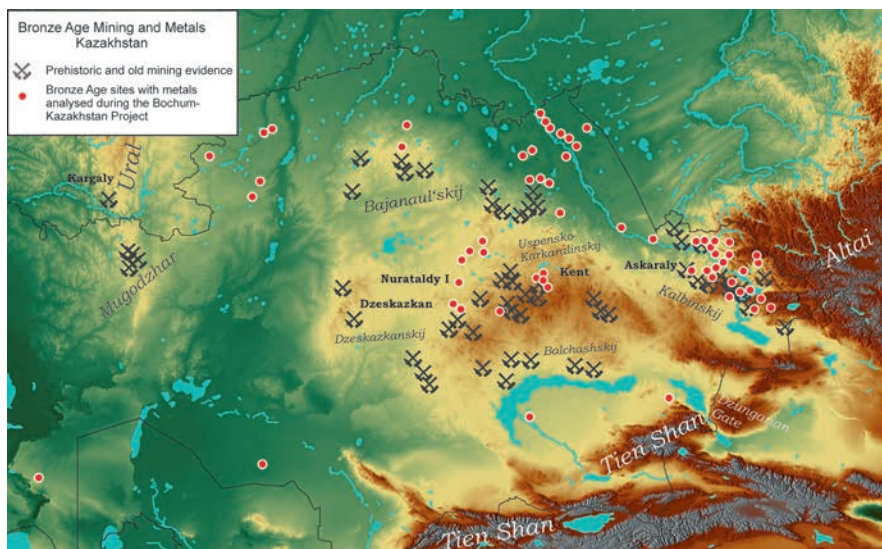 Bronze Age Mining and Metals
Kazakhstan
Prehistoric and old mining evidence
Bronze Age sites with metals
analysed during the Bochum-
Kazakhstan Project
Kargaly
Ural
Mugodzhar
Bajanaul'skij
Uspensko
Karkaralinskij
Nurataldy I
Kent
Askaraly
Altai
Dzeskazkan
Kalbinskij
Dzeskazkanskij
Balchashskij
Dzungarian
Gate
Tien Shan
Tien Shan